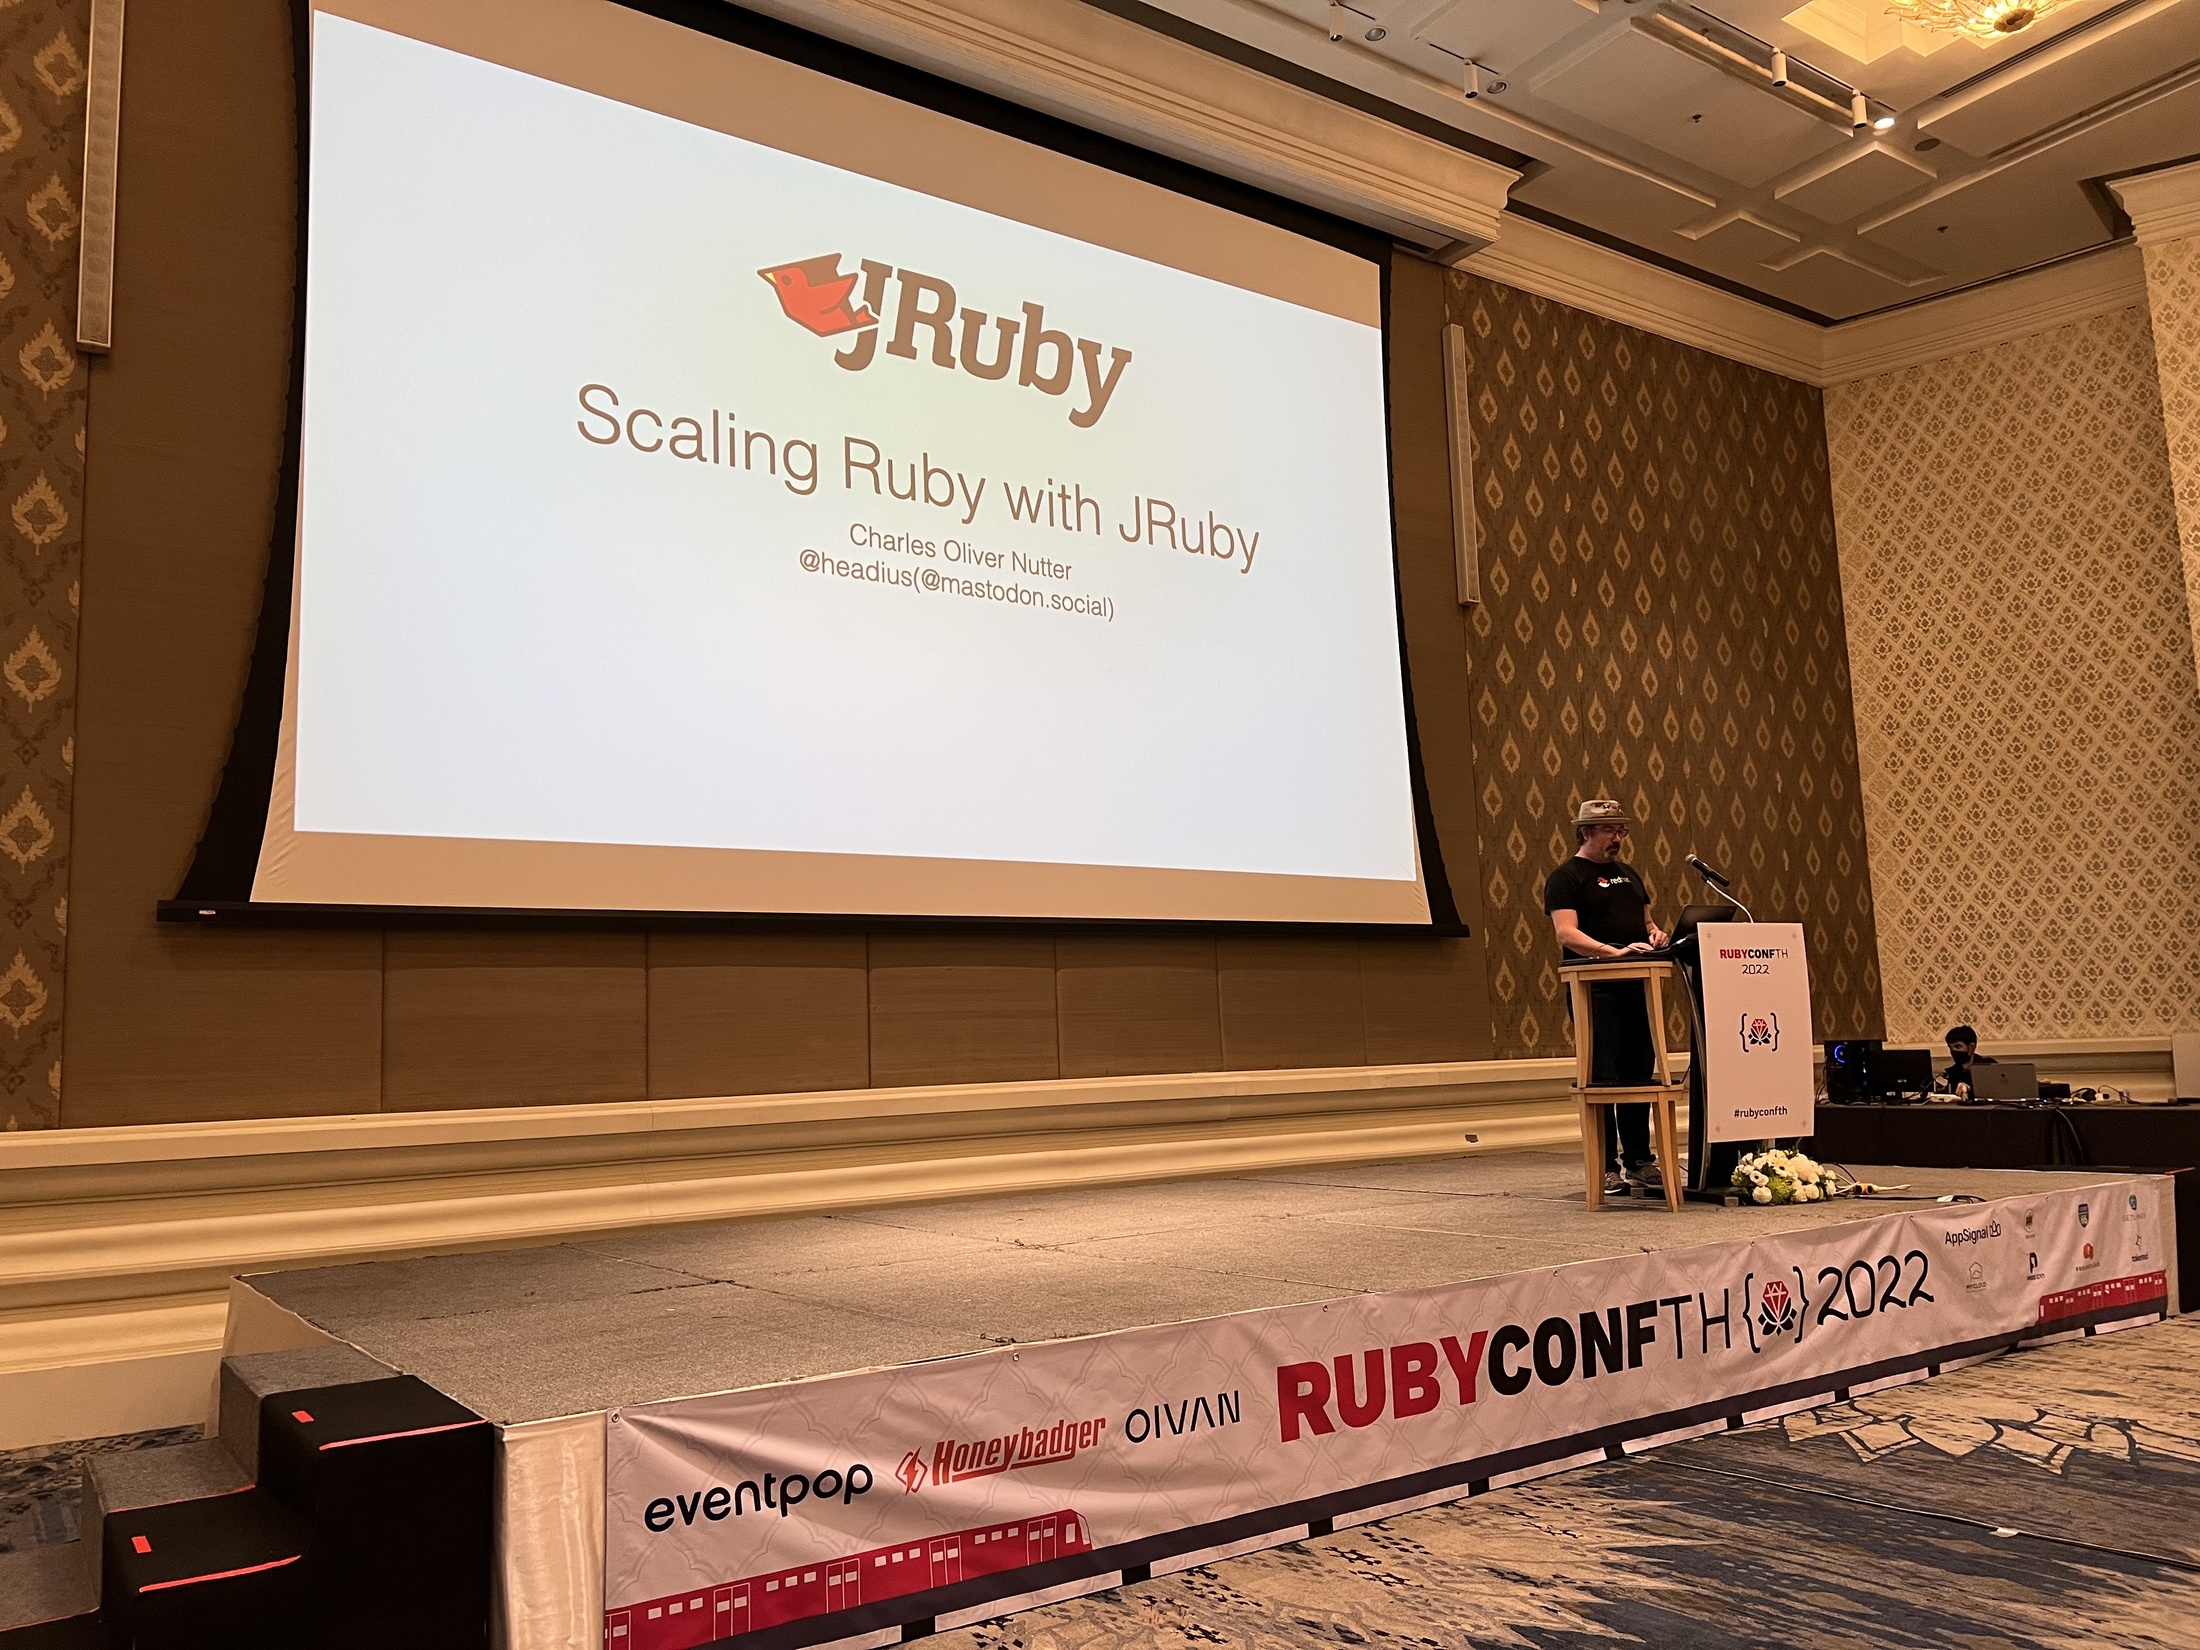 JRuby
Scaling Ruby with JRuby
Charles Oliver Nutter
@headius(@mastodon.social)
RUBYCONFTH
2022
#rubyconfth
eventpop
Honeybadger
OIVAN
RUBYCONFTH{ }2022
AppSignal